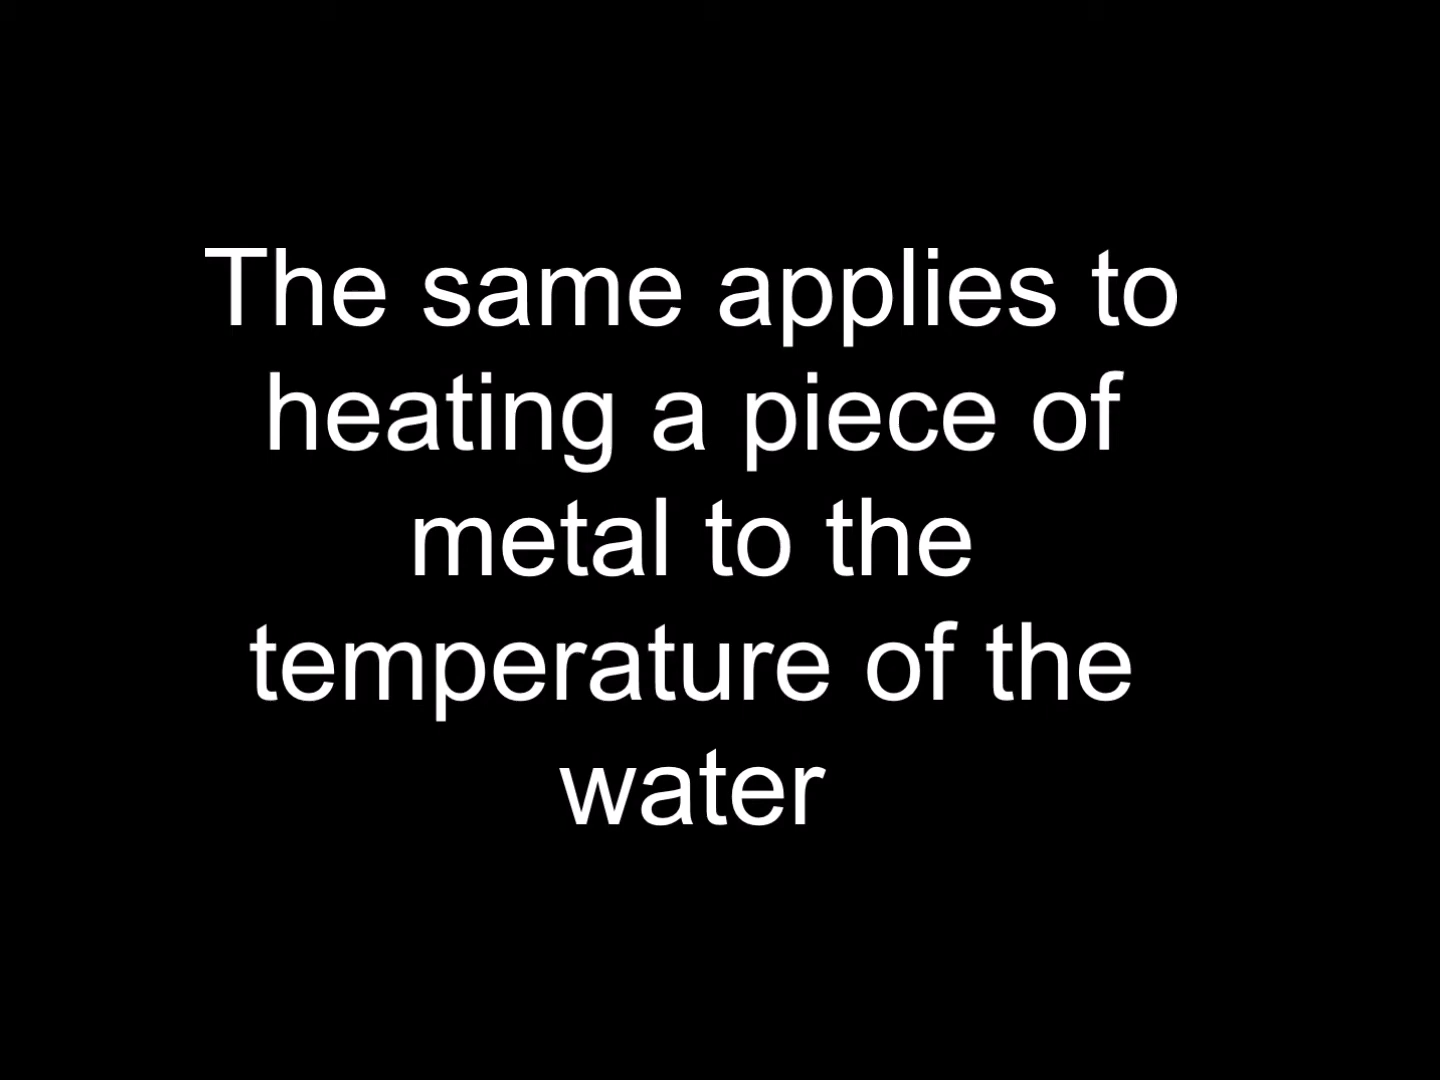 The same applies to
heating a piece of
metal to the
temperature of the
water